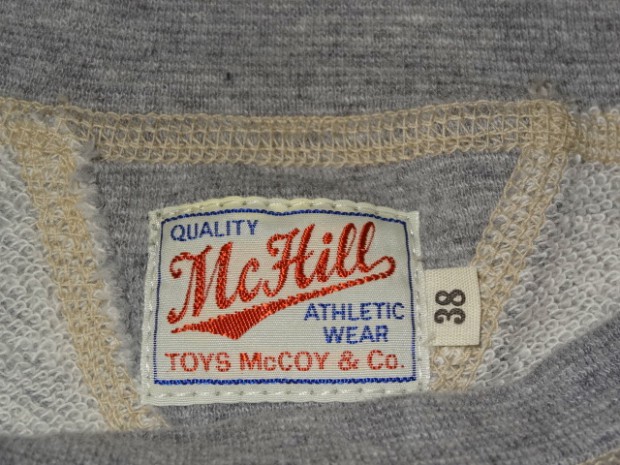 QUALITY
McHill
ATHLETIC
WEAR
TOYS McCOY & Co.
38